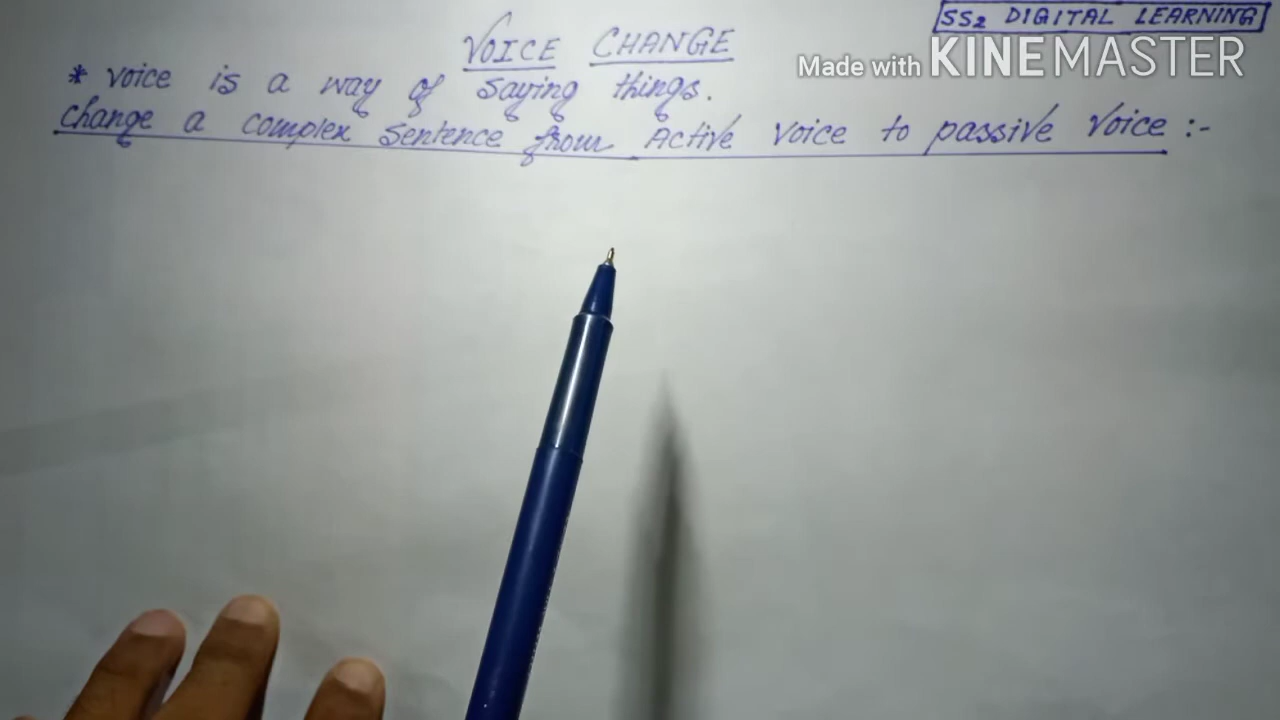 SS2 DIGITAL LEARNING
Made with KINEMASTER
VOICE CHANGE
* Voice is a way of saying things.
Change a complex sentence from Active Voice to passive Voice :-